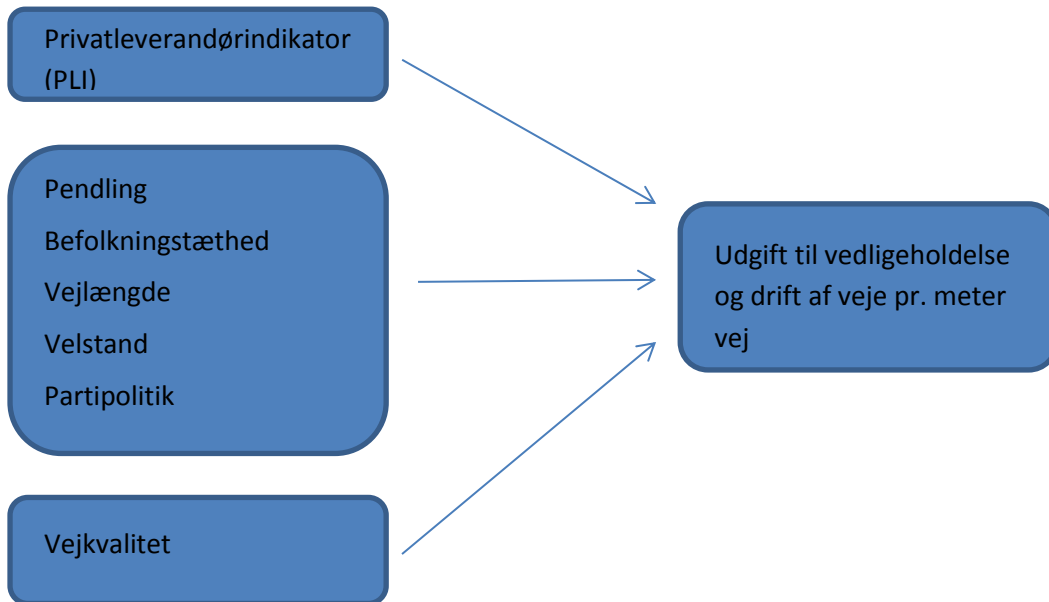 Privatleverandørindikator
(PLI)
Pendling
Befolkningstæthed
Vejlængde
Velstand
Partipolitik
Vejkvalitet
Udgift til vedligeholdelse
og drift af veje pr. meter
vej